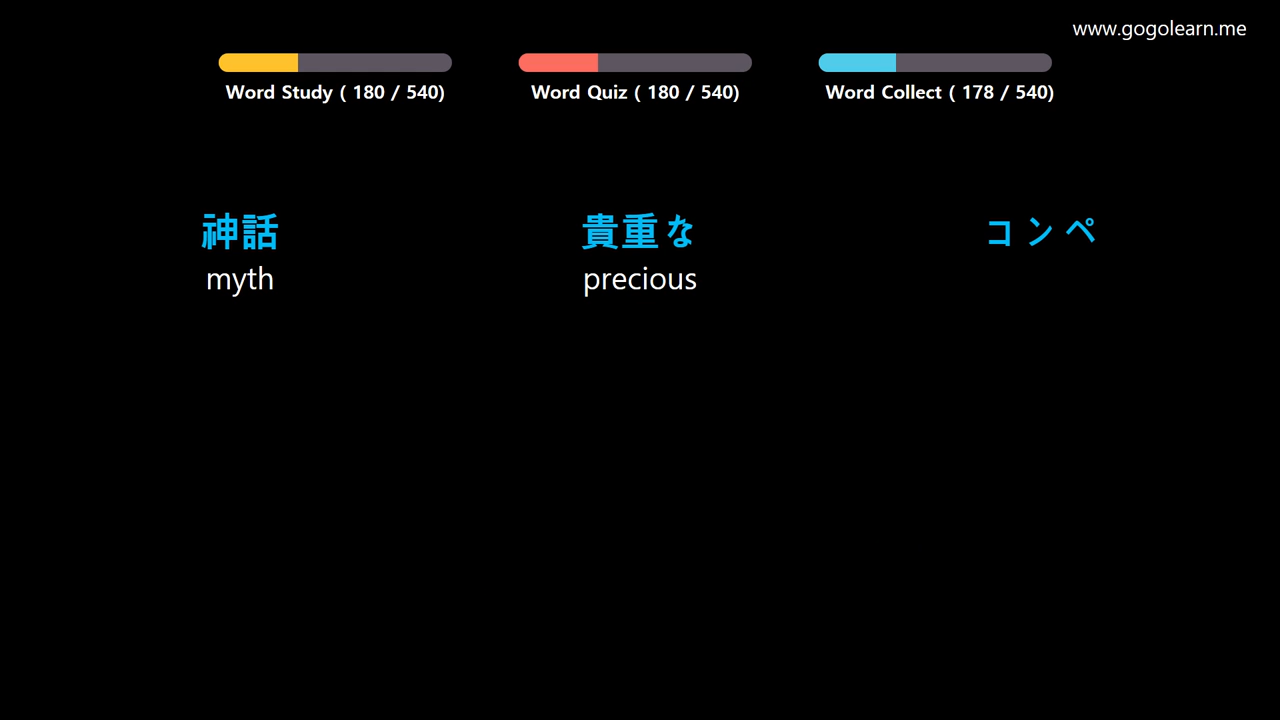 www.gogolearn.me
Word Study ( 180 / 540)
Word Quiz ( 180 / 540)
Word Collect ( 178 / 540)
神話
myth
貴重な
precious
コンペ